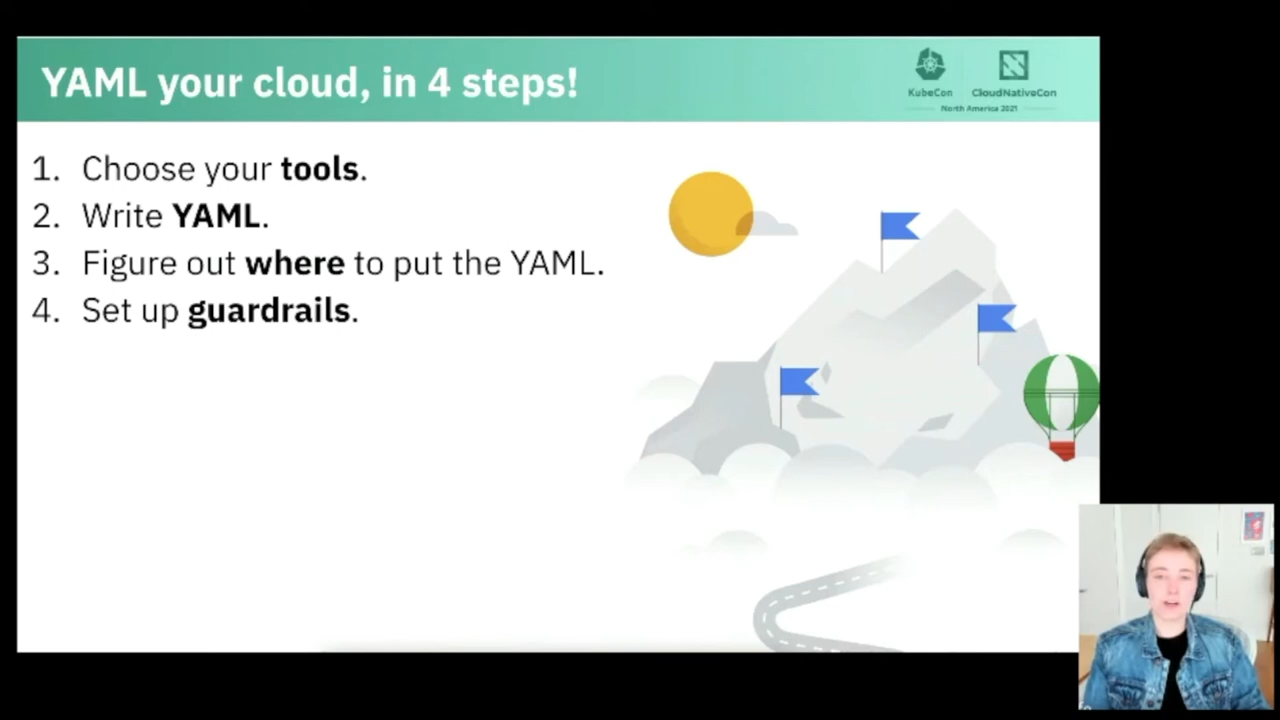 YAML your cloud, in 4 steps!
KubeCon
CloudNativeCon
North America 2021
1. Choose your tools.
2. Write YAML.
3. Figure out where to put the YAML.
4. Set up guardrails.